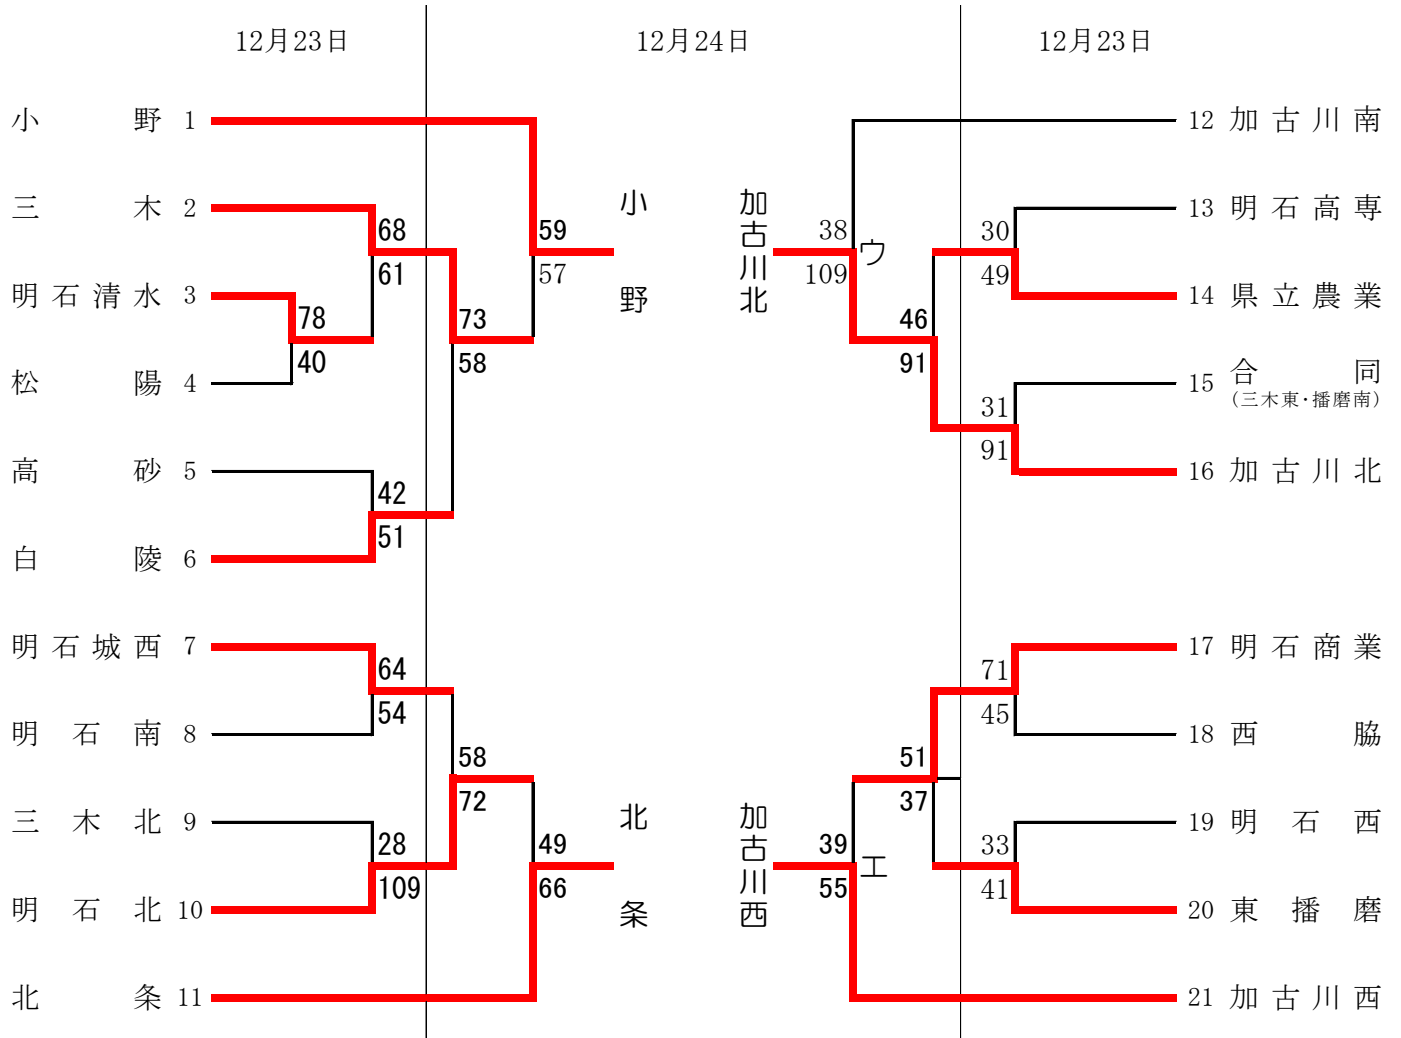 12月23日
12月24日
12月23日
小野 1
三木 2
明石清水 3
松陽 4
高砂 5
白陵 6
明石城西 7
明石南 8
三木北 9
明石北 10
北条 11
68
61
78
40
42
51
64
54
28
109
73
58
58
72
59
57
49
66
小野
北条
加古川北
加古川西
38
109
ウ
46
91
30
49
31
91
39
55
エ
51
37
71
45
33
41
12 加古川南
13 明石高専
14 県立農業
15 合同
(三木東・播磨南)
16 加古川北
17 明石商業
18 西脇
19 明石西
20 東播磨
21 加古川西